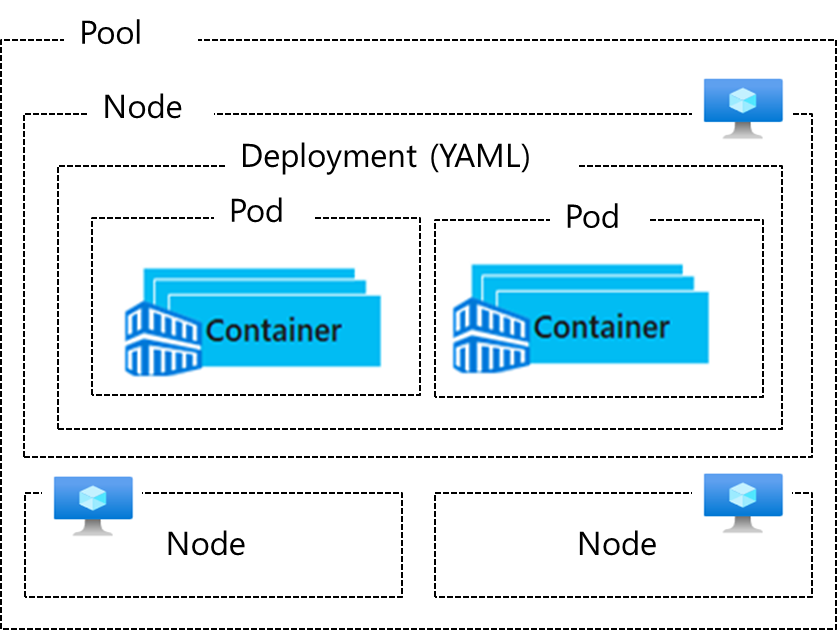 Pool
Node
Deployment (YAML)
Pod
Pod
Container
Container
Node
Node